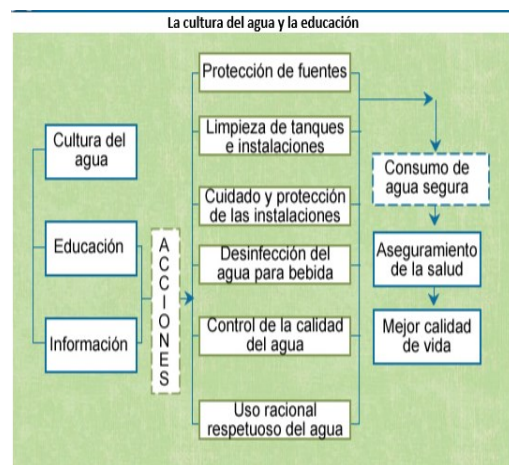 La cultura del agua y la educación
Cultura del
agua
Educación
Información
ACCIONES
Protección de fuentes
Limpieza de tanques
e instalaciones
Cuidado y protección
de las instalaciones
Desinfección del
agua para bebida
Control de la calidad
del agua
Uso racional
respetuoso del agua
Consumo de
agua segura
Aseguramiento
de la salud
Mejor calidad
de vida